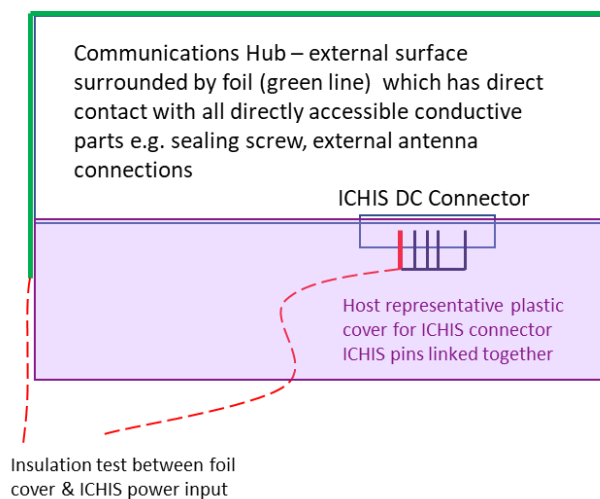 Communications Hub – external surface
surrounded by foil (green line)  which has direct
contact with all directly accessible conductive
parts e.g. sealing screw, external antenna
connections
ICHIS DC Connector
Host representative plastic
cover for ICHIS connector
ICHIS pins linked together
Insulation test between foil
cover & ICHIS power input